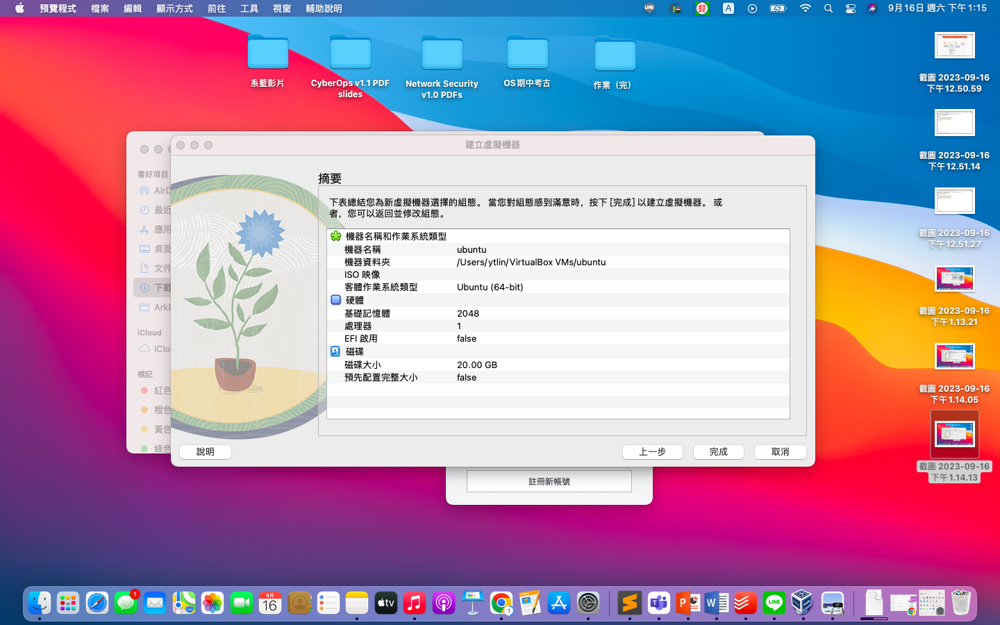 預覽程式 檔案 編輯 顯示方式 前往 工具 視窗 輔助說明
A
9月16日 週六 下午1:15
系籃影片
CyberOps v1.1 PDF
slides
Network Security
v1.0 PDFs
OS期中考古
作業（完）
截圖 2023-09-16
下午12.50.59
截圖 2023-09-16
下午12.51.14
截圖 2023-09-16
下午12.51.27
截圖 2023-09-16
下午1.13.21
截圖 2023-09-16
下午1.14.05
截圖 2023-09-16
下午1.14.13
喜好項目
AirD
最近
應用
桌面
文件
下載
iCloud
iClo
標記
紅色
橙色
黃色
綠色
建立虛擬機器
摘要
下表總結您為新虛擬機器選擇的組態。 當您對組態感到滿意時，按下 [完成] 以建立虛擬機器。 或
者，您可以返回並修改組態。
機器名稱和作業系統類型
機器名稱 ubuntu
機器資料夾 /Users/ytlin/VirtualBox VMs/ubuntu
ISO 映像
客體作業系統類型 Ubuntu (64-bit)
硬體
基礎記憶體 2048
處理器 1
EFI 啟用 false
磁碟
磁碟大小 20.00 GB
預先配置完整大小 false
說明 上一步 完成 取消
註冊新帳號
1
9月
16
tv
1
LINE